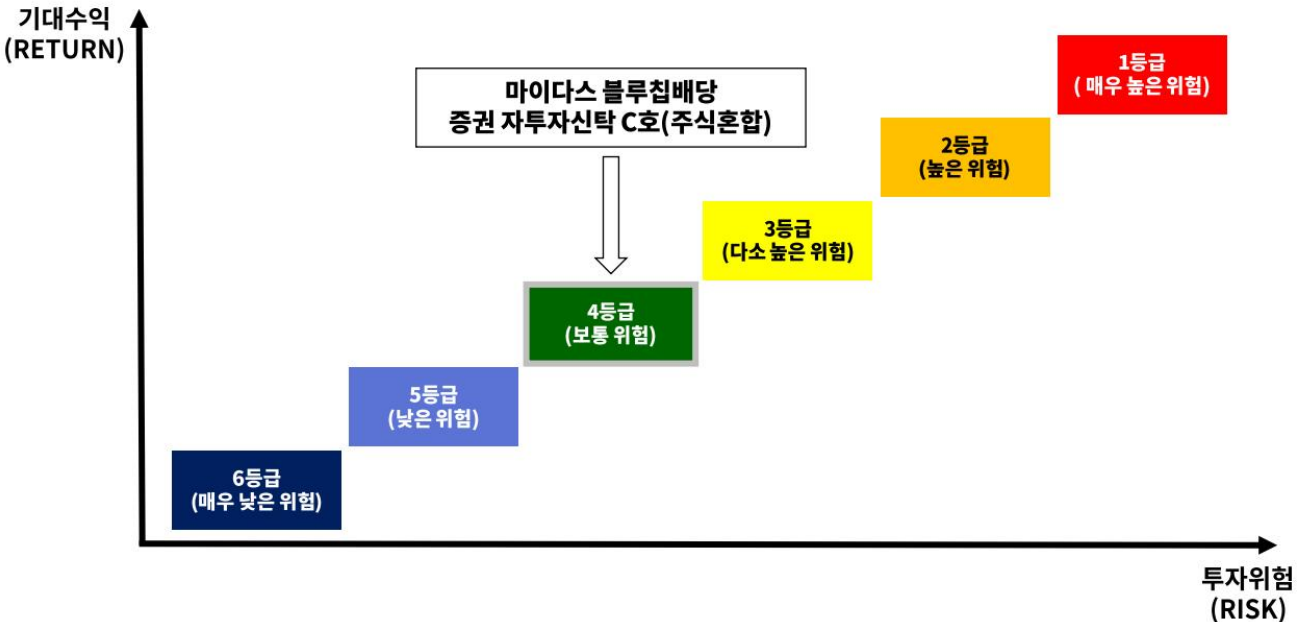 기대수익
(RETURN)
1등급
( 매우 높은 위험)
마이다스 블루칩배당
증권 자투자신탁 C호(주식혼합)
2등급
(높은 위험)
3등급
(다소 높은 위험)
4등급
(보통 위험)
5등급
(낮은 위험)
6등급
(매우 낮은 위험)
투자위험
(RISK)